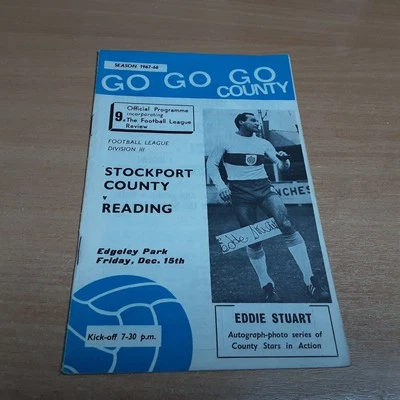 SEASON 1967-68
GO GO GO
COUNTY
9D. Official Programme
incorporating
The Football League
Review
FOOTBALL LEAGUE
DIVISION III
STOCKPORT
COUNTY
v
READING
Edgeley Park
Friday, Dec. 15th
Kick-off 7-30 p.m.
EDDIE STUART
Autograph-photo series of
County Stars in Action